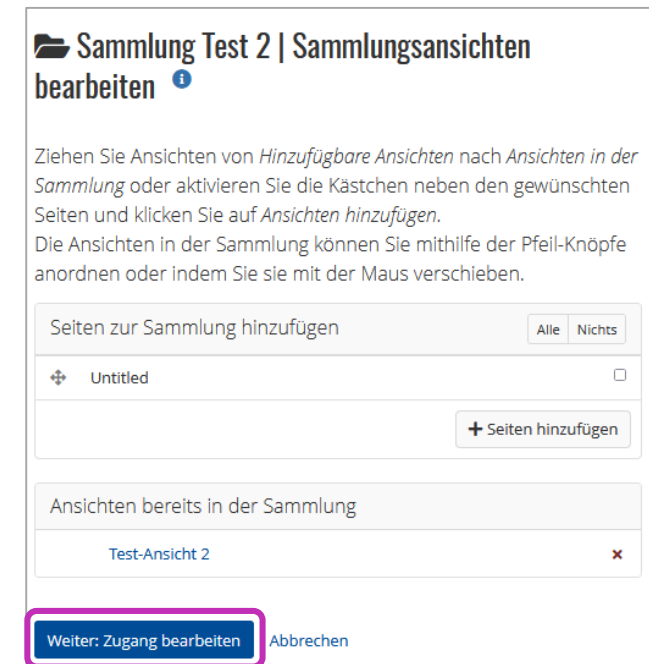 Sammlung Test 2 | Sammlungsansichten
bearbeiten
Ziehen Sie Ansichten von Hinzufügbare Ansichten nach Ansichten in der
Sammlung oder aktivieren Sie die Kästchen neben den gewünschten
Seiten und klicken Sie auf Ansichten hinzufügen.
Die Ansichten in der Sammlung können Sie mithilfe der Pfeil-Knöpfe
anordnen oder indem Sie sie mit der Maus verschieben.
Seiten zur Sammlung hinzufügen Alle Nichts
Untitled
+ Seiten hinzufügen
Ansichten bereits in der Sammlung
Test-Ansicht 2
Weiter: Zugang bearbeiten Abbrechen